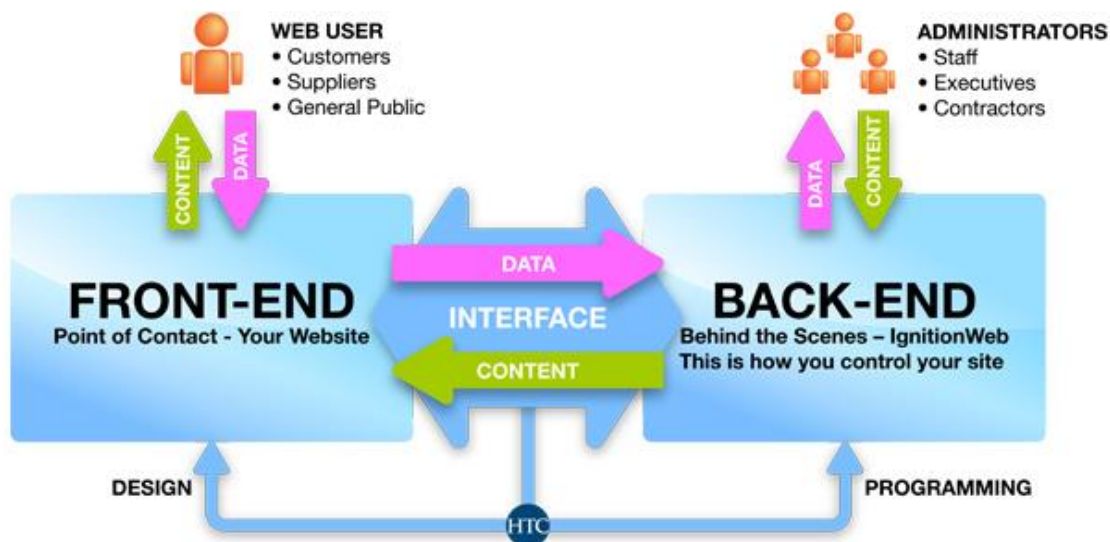 WEB USER
• Customers
• Suppliers
• General Public
ADMINISTRATORS
• Staff
• Executives
• Contractors
CONTENT
DATA
DATA
CONTENT
FRONT-END
Point of Contact - Your Website
DATA
INTERFACE
CONTENT
BACK-END
Behind the Scenes – IgnitionWeb
This is how you control your site
DESIGN
HTC
PROGRAMMING